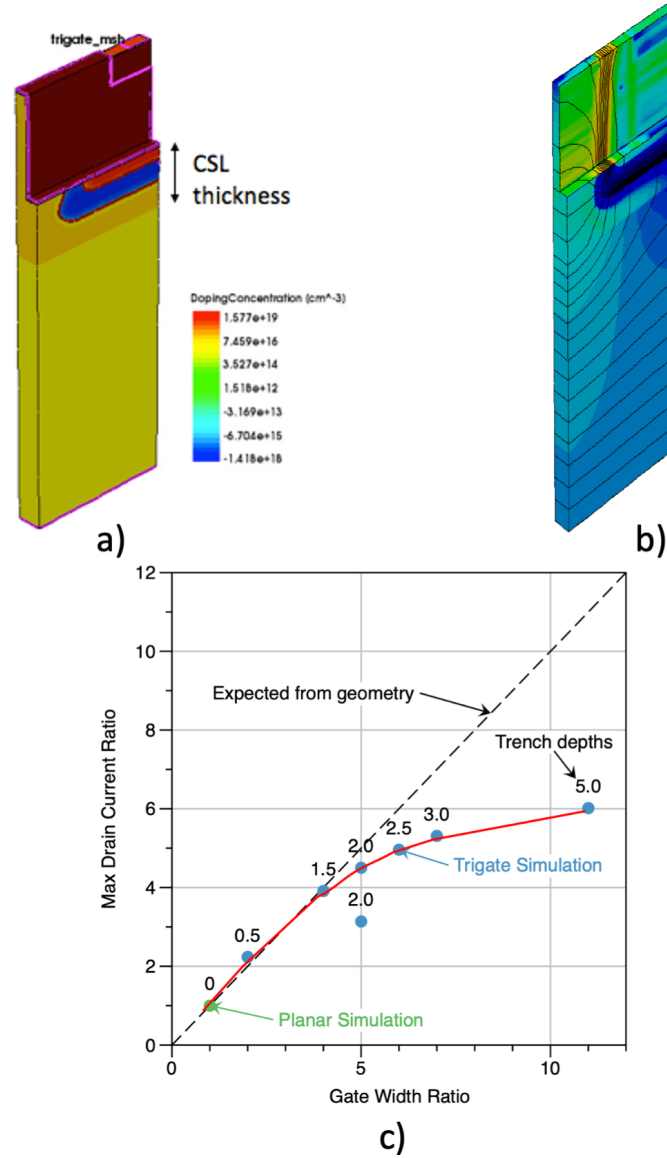 trigate_msh
CSL
thickness
DopingConcentration (cm^-3)
1.577e+19
7.459e+16
3.527e+14
1.518e+12
-3.169e+13
-6.704e+15
-1.418e+18
a)
b)
12
10
8
6
4
2
0
Max Drain Current Ratio
Expected from geometry
Trench depths
5.0
3.0
2.5
2.0
1.5
Trigate Simulation
2.0
0.5
0
Planar Simulation
0
5
10
Gate Width Ratio
c)